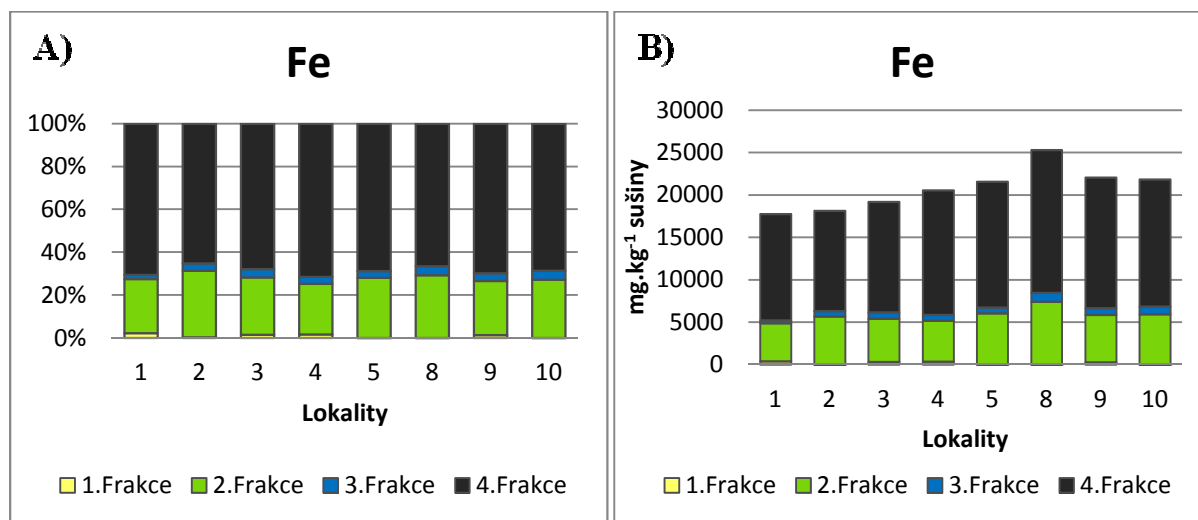 A)
Fe
100%
80%
60%
40%
20%
0%
1 2 3 4 5 8 9 10
Lokality
1.Frakce 2.Frakce 3.Frakce 4.Frakce
B)
Fe
mg.kg⁻¹ sušiny
30000
25000
20000
15000
10000
5000
0
1 2 3 4 5 8 9 10
Lokality
1.Frakce 2.Frakce 3.Frakce 4.Frakce